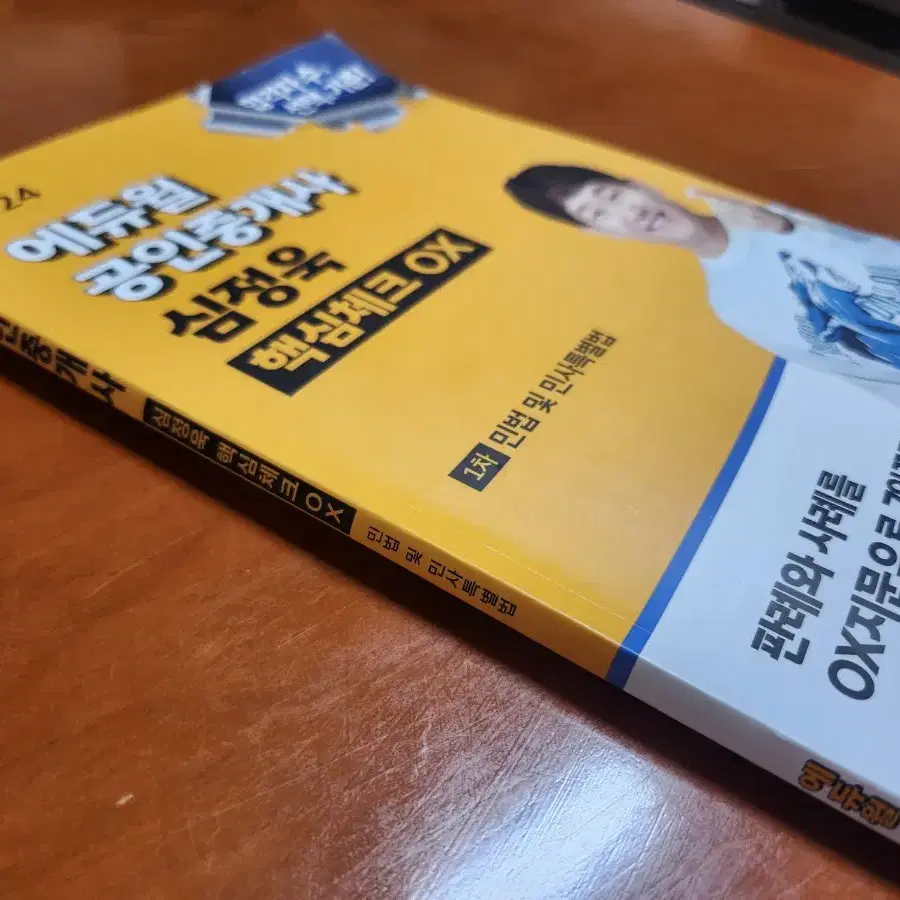 24
에듀윌
공인중개사
심정욱
핵심체크 OX
1차 민법 및 민사특별법
판례와 사례를
OX지문으로
중개사
심정욱 핵심체크 OX
민법 및 민사특별법
에듀윌